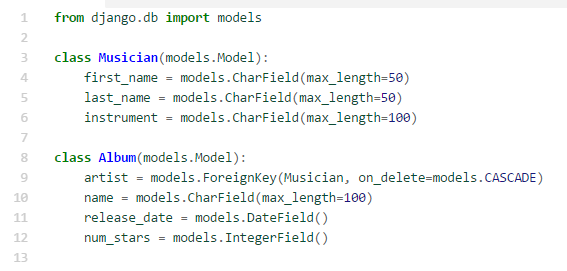 1 from django.db import models
2
3 class Musician(models.Model):
4     first_name = models.CharField(max_length=50)
5     last_name = models.CharField(max_length=50)
6     instrument = models.CharField(max_length=100)
7
8 class Album(models.Model):
9     artist = models.ForeignKey(Musician, on_delete=models.CASCADE)
10     name = models.CharField(max_length=100)
11     release_date = models.DateField()
12     num_stars = models.IntegerField()
13